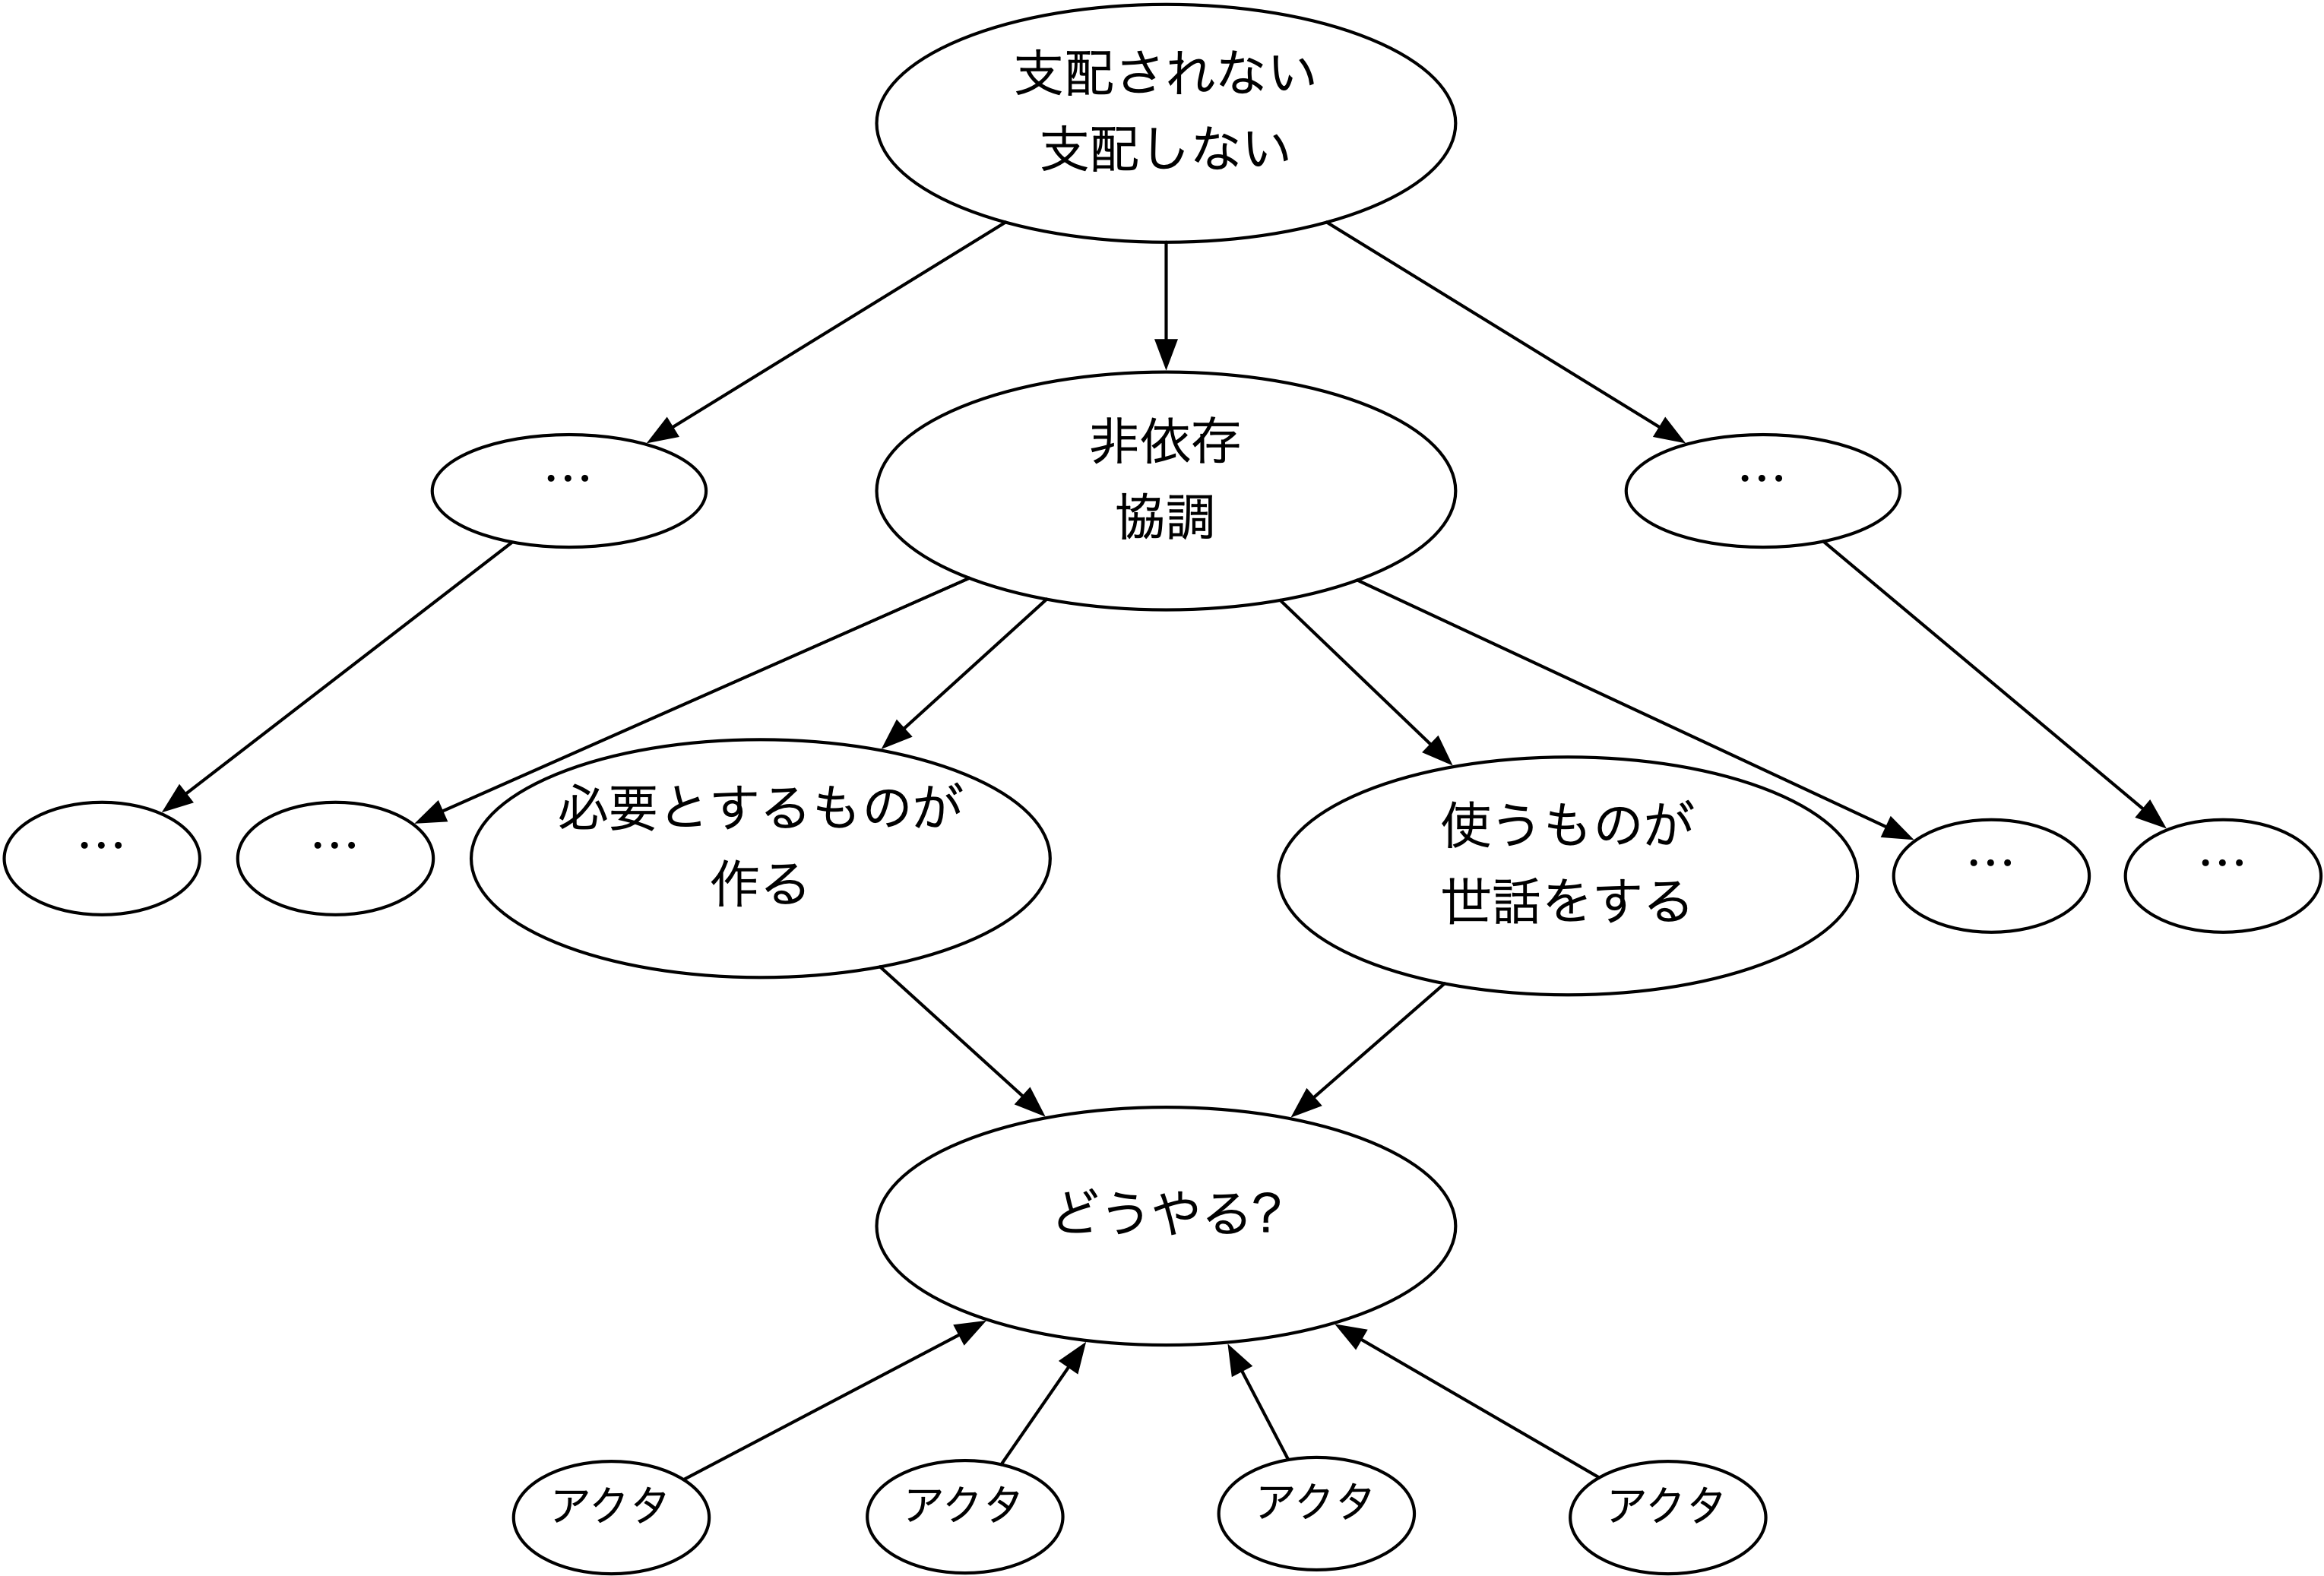 支配されない
支配しない
…
非依存
協調
…
…
…
必要とするものが
作る
使うものが
世話をする
…
…
どうやる？
アクタ
アクタ
アクタ
アクタ